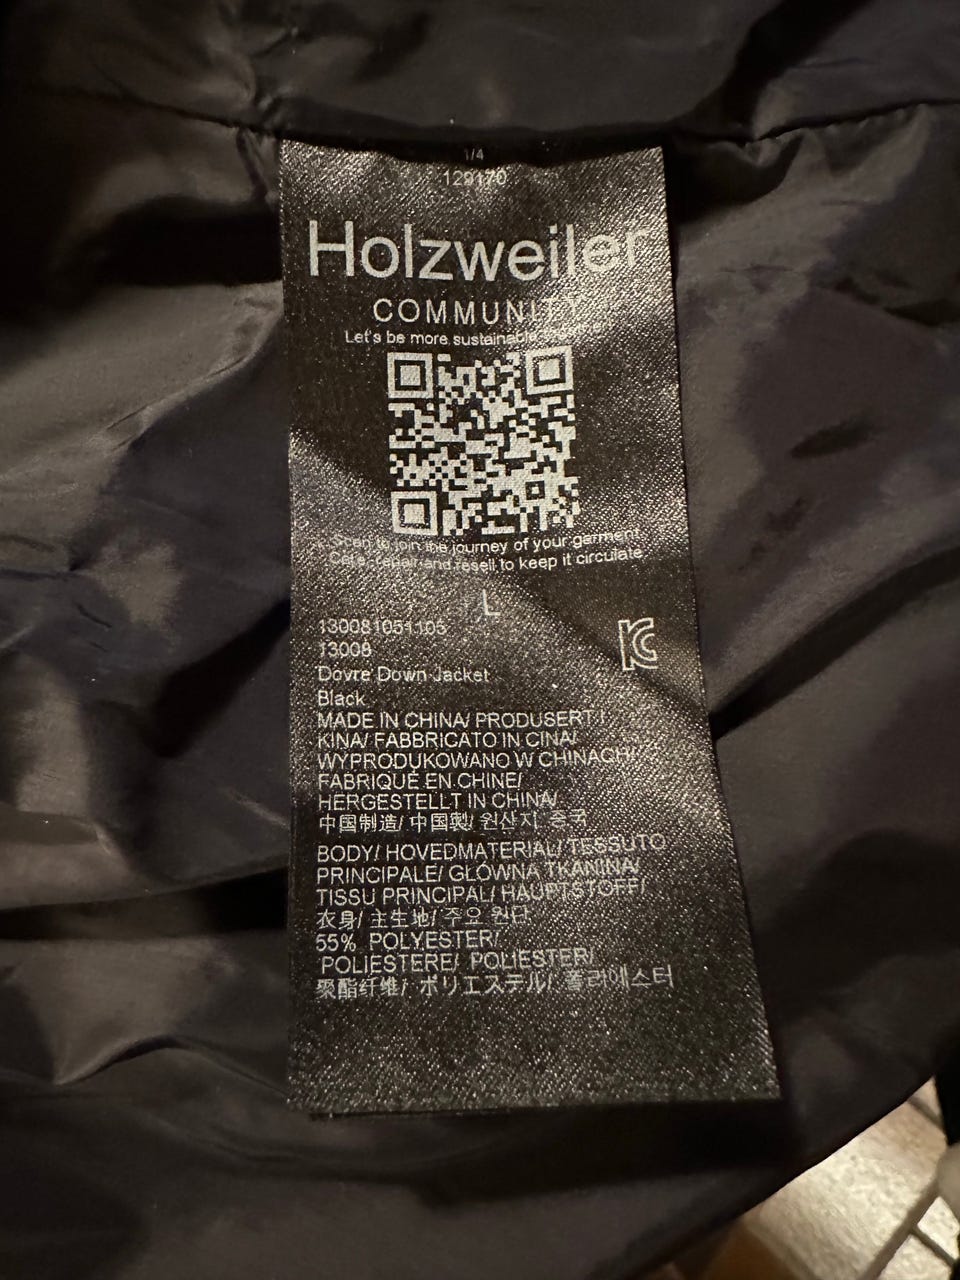 1/4
129170
Holzweiler
COMMUNITY
Let's be more sustainable
Scan to join the journey of your garment.
Care, repair and resell to keep it circulate.
L
130081051105
13008
Dovre Down Jacket
Black
MADE IN CHINA/ PRODUSERT I
KINA/ FABBRICATO IN CINA/
WYPRODUKOWANO W CHINACH/
FABRIQUÉ EN CHINE/
HERGESTELLT IN CHINA/
中国制造/ 中国製/ 원산지 중국
BODY/ HOVEDMATERIAL/ TESSUTO
PRINCIPALE/ GŁÓWNA TKANINA/
TISSU PRINCIPAL/ HAUPTSTOFF/
衣身/ 主生地/ 주요 원단
55% POLYESTER/
POLIESTERE/ POLIESTER/
聚酯纤维/ ポリエステル/ 폴리에스터